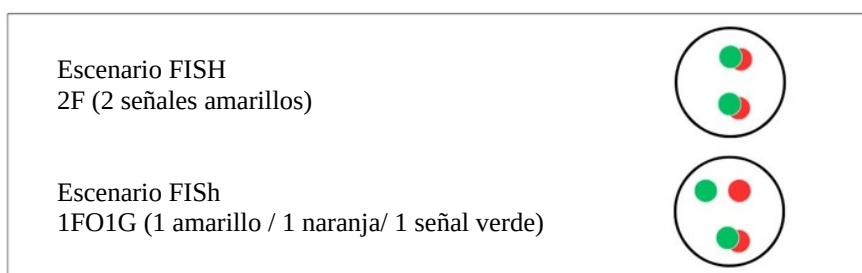 Escenario FISH
2F (2 señales amarillos)
Escenario FISh
1FO1G (1 amarillo / 1 naranja/ 1 señal verde)